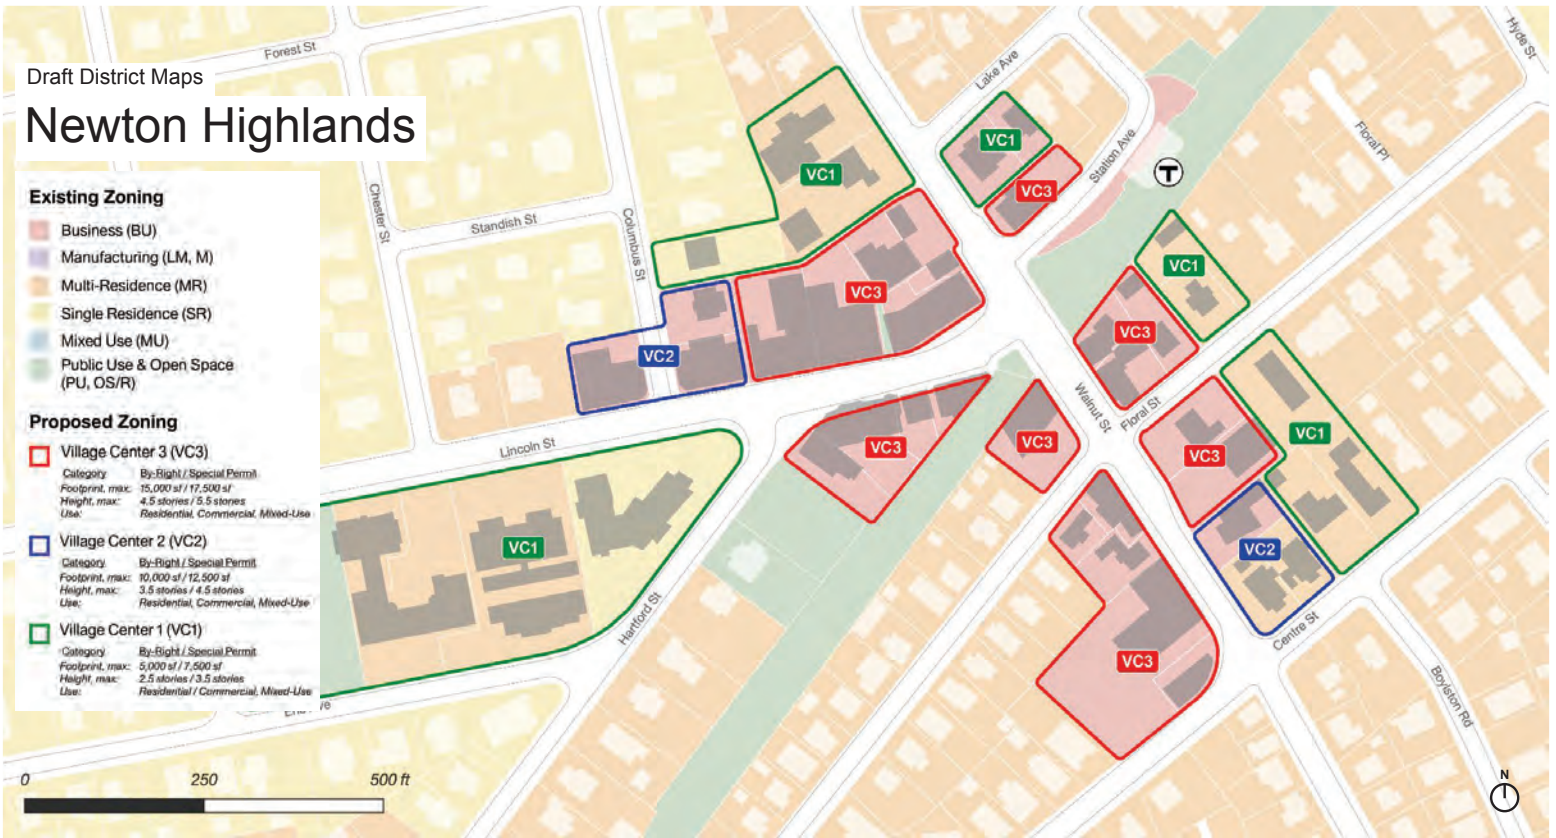 Draft District Maps
Newton Highlands
Existing Zoning
Business (BU)
Manufacturing (LM, M)
Multi-Residence (MR)
Single Residence (SR)
Mixed Use (MU)
Public Use & Open Space
(PU, OS/R)
Proposed Zoning
Village Center 3 (VC3)
Category By-Right / Special Permit
Footprint, max: 15,000 sf / 17,500 sf
Height, max: 4.5 stories / 5.5 stories
Use: Residential, Commercial, Mixed-Use
Village Center 2 (VC2)
Category By-Right / Special Permit
Footprint, max: 10,000 sf / 12,500 sf
Height, max: 3.5 stories / 4.5 stories
Use: Residential, Commercial, Mixed-Use
Village Center 1 (VC1)
Category By-Right / Special Permit
Footprint, max: 5,000 sf / 7,500 sf
Height, max: 2.5 stories / 3.5 stories
Use: Residential / Commercial, Mixed-Use
0 250 500 ft
Forest St
Chester St
Standish St
Columbus St
Lincoln St
Hartford St
Lake Ave
Station Ave
Walnut St
Floral St
Floral Pl
Hyde St
Centre St
Boylston Rd
VC1
VC1
VC3
T
VC1
VC3
VC3
VC2
VC3
VC3
VC3
VC1
VC2
VC1
VC3
VC3
N